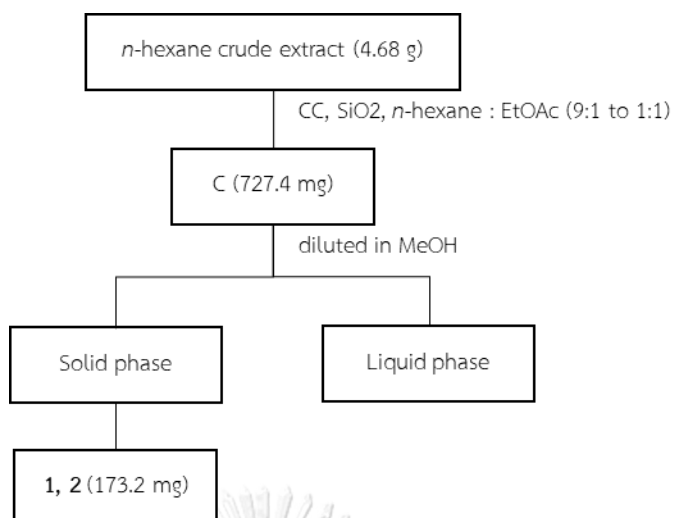 n-hexane crude extract (4.68 g)
CC, SiO2, n-hexane : EtOAc (9:1 to 1:1)
C (727.4 mg)
diluted in MeOH
Solid phase
Liquid phase
1, 2 (173.2 mg)